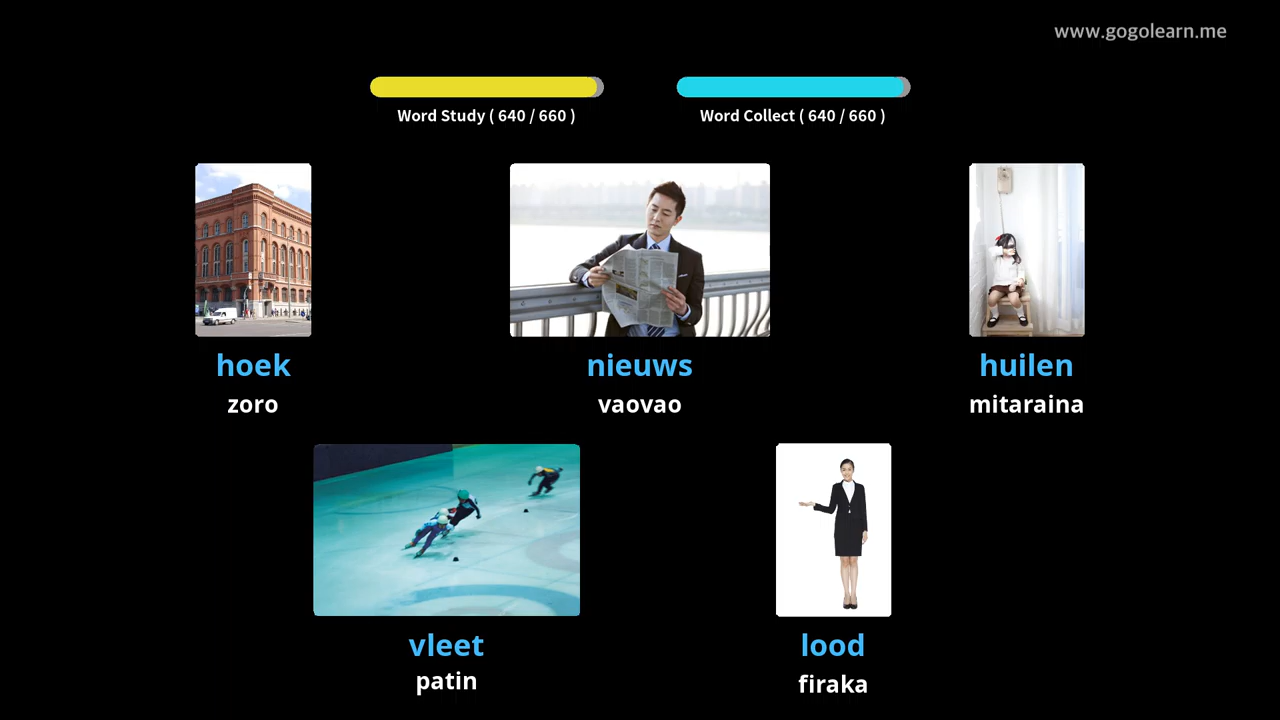 www.gogolearn.me
Word Study ( 640 / 660 )
Word Collect ( 640 / 660 )
hoek
zoro
nieuws
vaovao
huilen
mitaraina
vleet
patin
lood
firaka